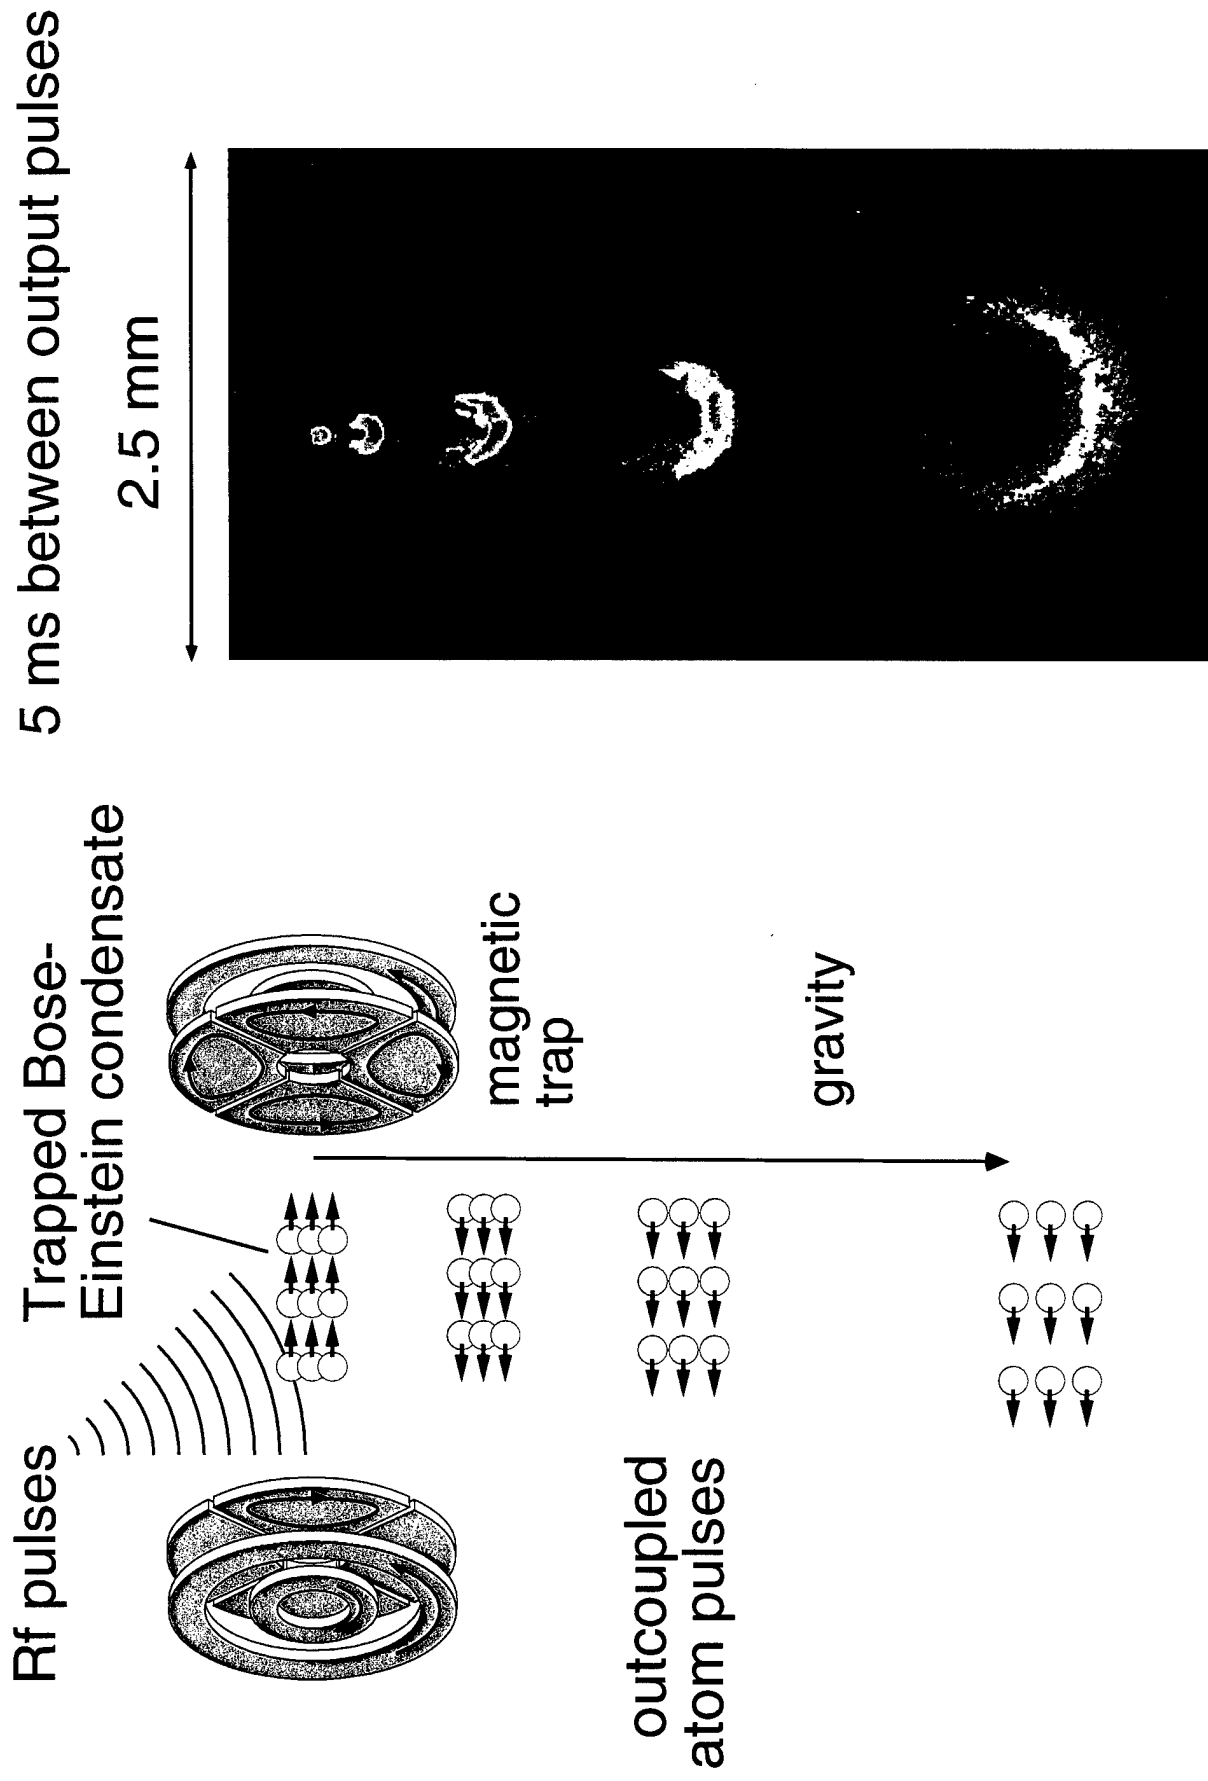 Rf pulses
Trapped Bose-
Einstein condensate
5 ms between output pulses
2.5 mm
magnetic
trap
gravity
outcoupled
atom pulses